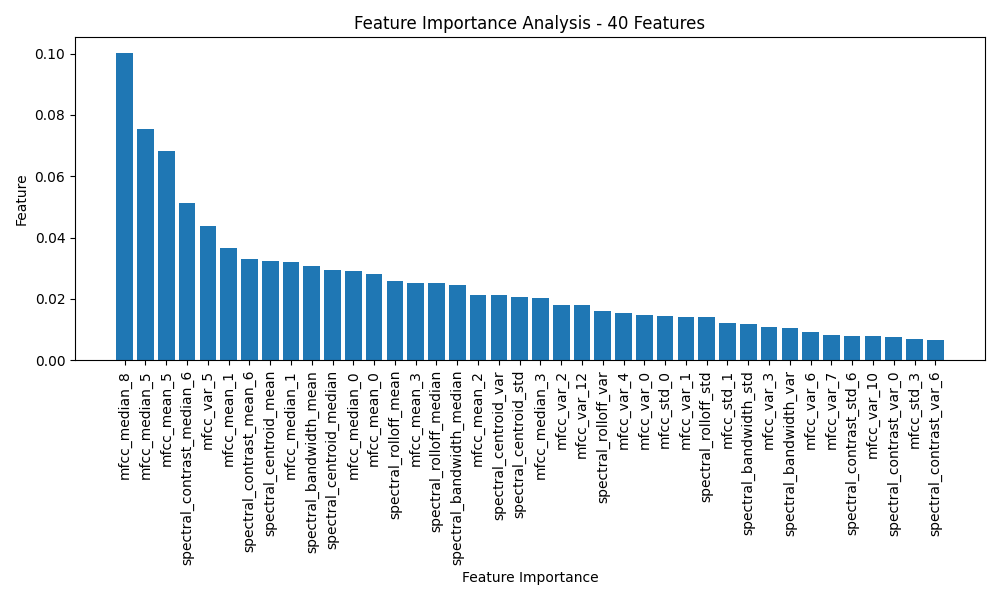 Feature Importance Analysis - 40 Features
Feature
0.10
0.08
0.06
0.04
0.02
0.00
mfcc_median_8
mfcc_median_5
mfcc_mean_5
spectral_contrast_median_6
mfcc_var_5
mfcc_mean_1
spectral_contrast_mean_6
spectral_centroid_mean
mfcc_median_1
spectral_bandwidth_mean
spectral_centroid_median
mfcc_median_0
mfcc_mean_0
spectral_rolloff_mean
mfcc_mean_3
spectral_rolloff_median
spectral_bandwidth_median
mfcc_mean_2
spectral_centroid_var
spectral_centroid_std
mfcc_median_3
mfcc_var_2
mfcc_var_12
spectral_rolloff_var
mfcc_var_4
mfcc_var_0
mfcc_std_0
mfcc_var_1
spectral_rolloff_std
mfcc_std_1
spectral_bandwidth_std
mfcc_var_3
spectral_bandwidth_var
mfcc_var_6
mfcc_var_7
spectral_contrast_std_6
mfcc_var_10
spectral_contrast_var_0
mfcc_std_3
spectral_contrast_var_6
Feature Importance